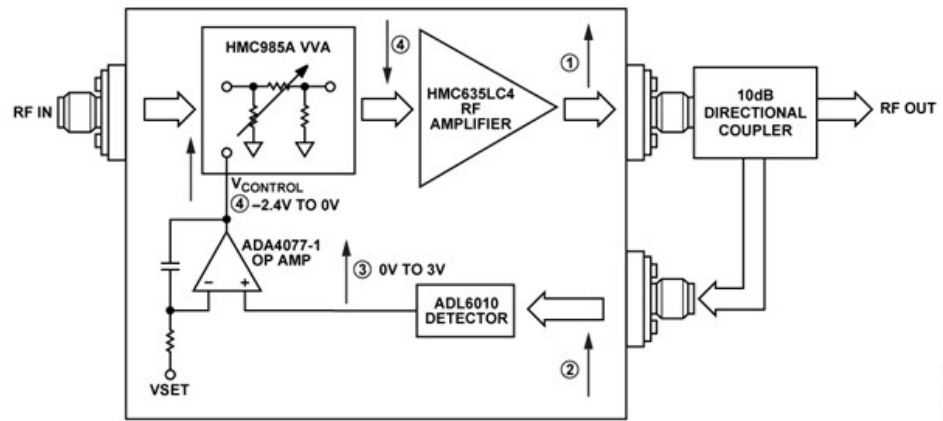 HMC985A VVA
④
①
HMC635LC4
RF
AMPLIFIER
RF IN
10dB
DIRECTIONAL
COUPLER
RF OUT
VCONTROL
④ –2.4V TO 0V
ADA4077-1
OP AMP
③ 0V TO 3V
– +
ADL6010
DETECTOR
②
VSET